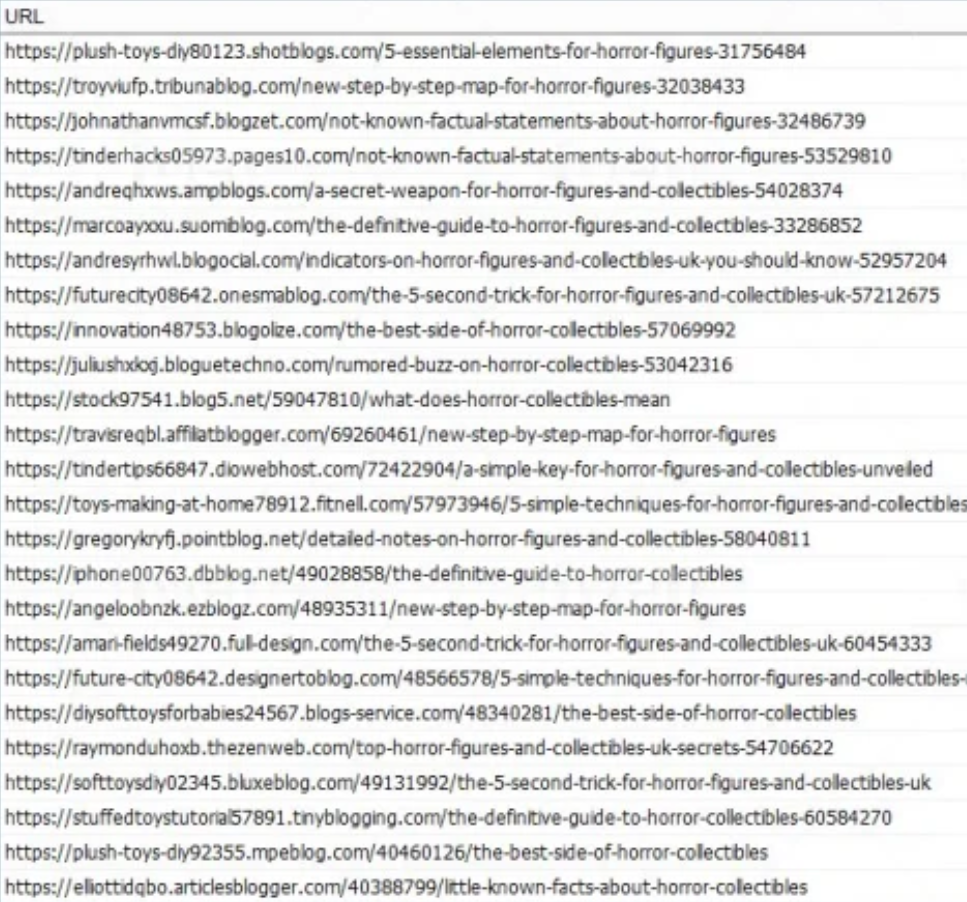 URL
https://plush-toys-diy80123.shotblogs.com/5-essential-elements-for-horror-figures-31756484
https://troyviufp.tribunablog.com/new-step-by-step-map-for-horror-figures-32038433
https://johnathanvmcsf.blogzet.com/not-known-factual-statements-about-horror-figures-32486739
https://tinderhacks05973.pages10.com/not-known-factual-statements-about-horror-figures-53529810
https://andreqhxws.ampblogs.com/a-secret-weapon-for-horror-figures-and-collectibles-54028374
https://marcoayxxu.suomiblog.com/the-definitive-guide-to-horror-figures-and-collectibles-33286852
https://andresyrhwl.blogocial.com/indicators-on-horror-figures-and-collectibles-uk-you-should-know-52957204
https://futurecity08642.onesmablog.com/the-5-second-trick-for-horror-figures-and-collectibles-uk-57212675
https://innovation48753.blogolize.com/the-best-side-of-horror-collectibles-57069992
https://juliushxkxj.bloguetechno.com/rumored-buzz-on-horror-collectibles-53042316
https://stock97541.blog5.net/59047810/what-does-horror-collectibles-mean
https://travisreqbl.affiliatblogger.com/69260461/new-step-by-step-map-for-horror-figures
https://tindertips66847.diowebhost.com/72422904/a-simple-key-for-horror-figures-and-collectibles-unveiled
https://toys-making-at-home78912.fitnell.com/57973946/5-simple-techniques-for-horror-figures-and-collectibles
https://gregorykryfj.pointblog.net/detailed-notes-on-horror-figures-and-collectibles-58040811
https://iphone00763.dbblog.net/49028858/the-definitive-guide-to-horror-collectibles
https://angeloobnzk.ezblogz.com/48935311/new-step-by-step-map-for-horror-figures
https://amari-fields49270.full-design.com/the-5-second-trick-for-horror-figures-and-collectibles-uk-60454333
https://future-city08642.designertoblog.com/48566578/5-simple-techniques-for-horror-figures-and-collectibles-
https://diysofttoysforbabies24567.blogs-service.com/48340281/the-best-side-of-horror-collectibles
https://raymonduhoxb.thezenweb.com/top-horror-figures-and-collectibles-uk-secrets-54706622
https://softtoysdiy02345.bluxeblog.com/49131992/the-5-second-trick-for-horror-figures-and-collectibles-uk
https://stuffedtoystutorial57891.tinyblogging.com/the-definitive-guide-to-horror-collectibles-60584270
https://plush-toys-diy92355.mpeblog.com/40460126/the-best-side-of-horror-collectibles
https://elliottidqbo.articlesblogger.com/40388799/little-known-facts-about-horror-collectibles